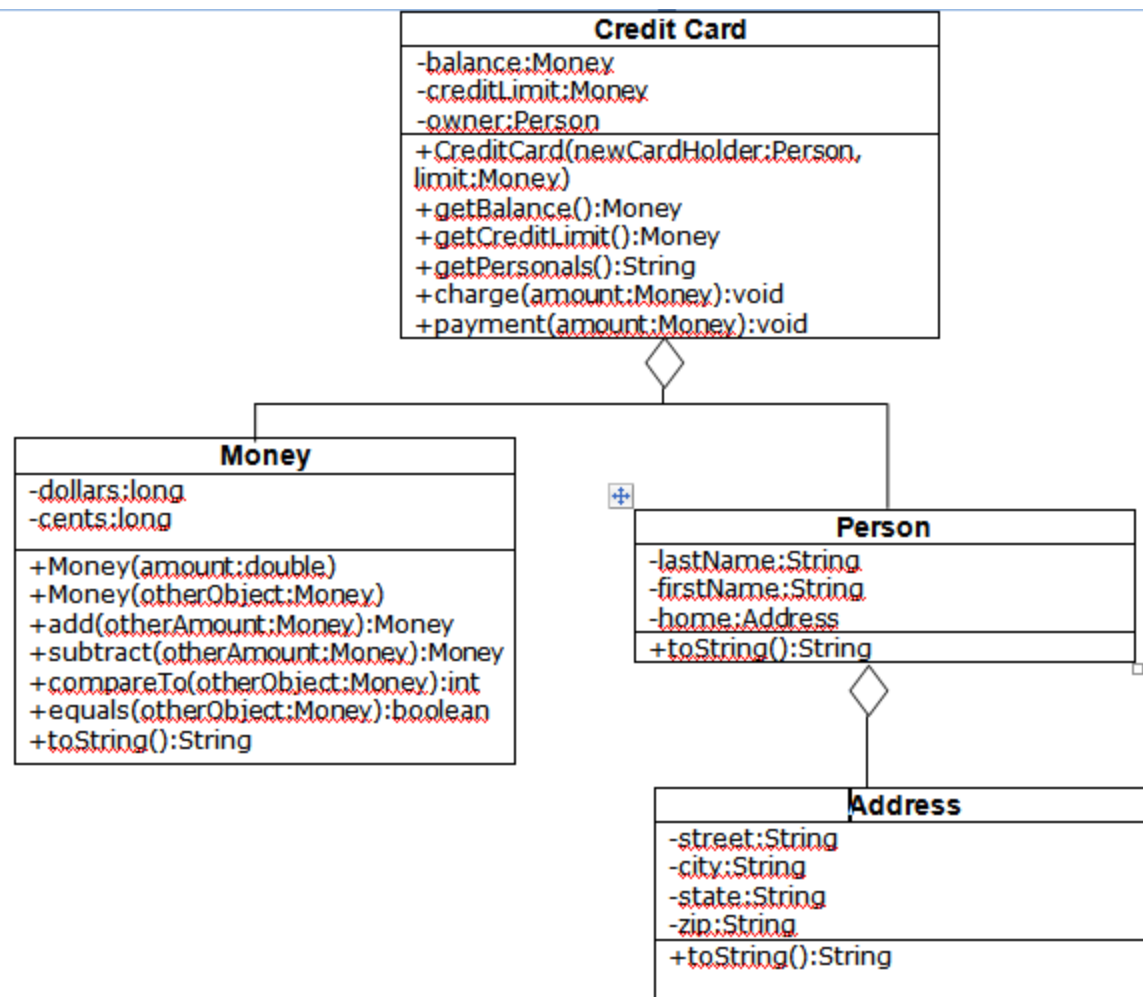 Credit Card
-balance:Money
-creditLimit:Money
-owner:Person
+CreditCard(newCardHolder:Person,
limit:Money)
+getBalance():Money
+getCreditLimit():Money
+getPersonals():String
+charge(amount:Money):void
+payment(amount:Money):void
Money
-dollars:long
-cents:long
+Money(amount:double)
+Money(otherObject:Money)
+add(otherAmount:Money):Money
+subtract(otherAmount:Money):Money
+compareTo(otherObject:Money):int
+equals(otherObject:Money):boolean
+toString():String
Person
-lastName:String
-firstName:String
-home:Address
+toString():String
Address
-street:String
-city:String
-state:String
-zip:String
+toString():String